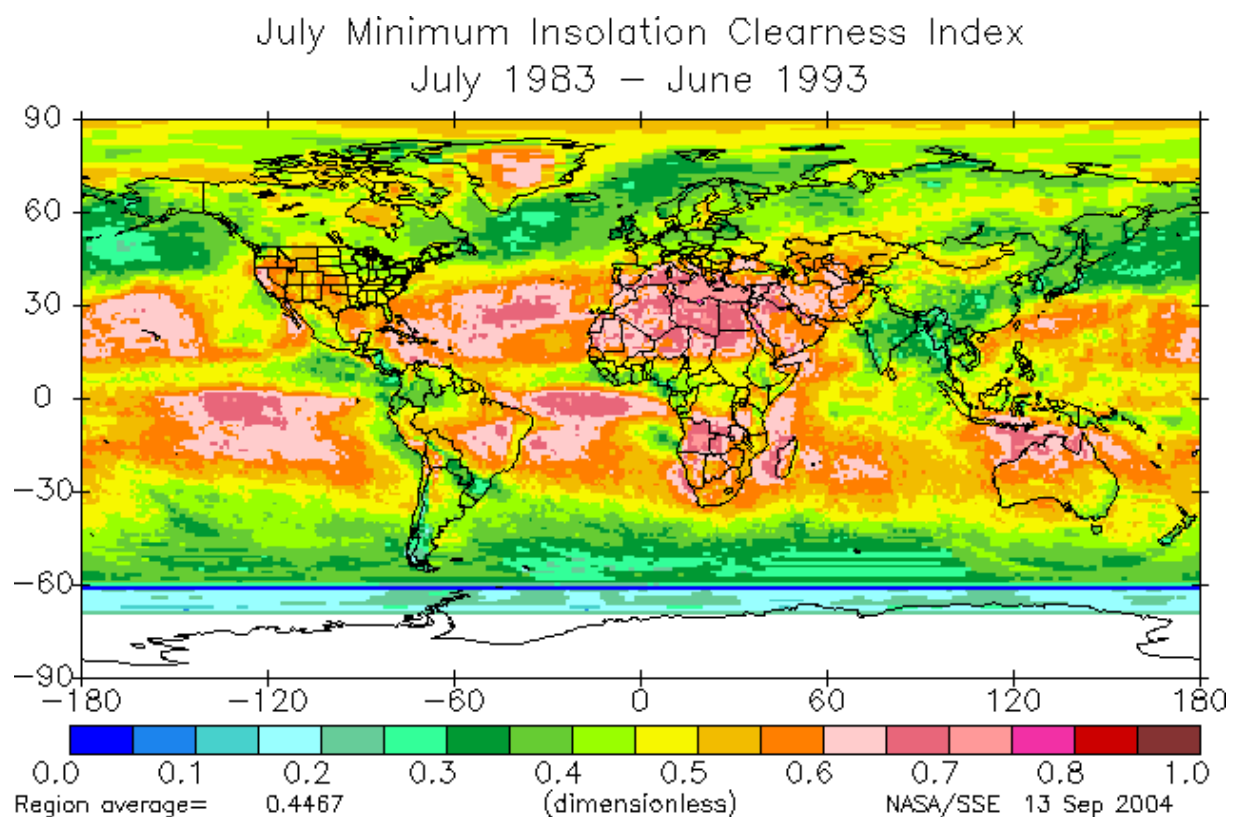 July Minimum Insolation Clearness Index
July 1983 - June 1993
90
60
30
0
-30
-60
-90
-180 -120 -60 0 60 120 180
0.0 0.1 0.2 0.3 0.4 0.5 0.6 0.7 0.8 1.0
Region average= 0.4467 (dimensionless) NASA/SSE 13 Sep 2004